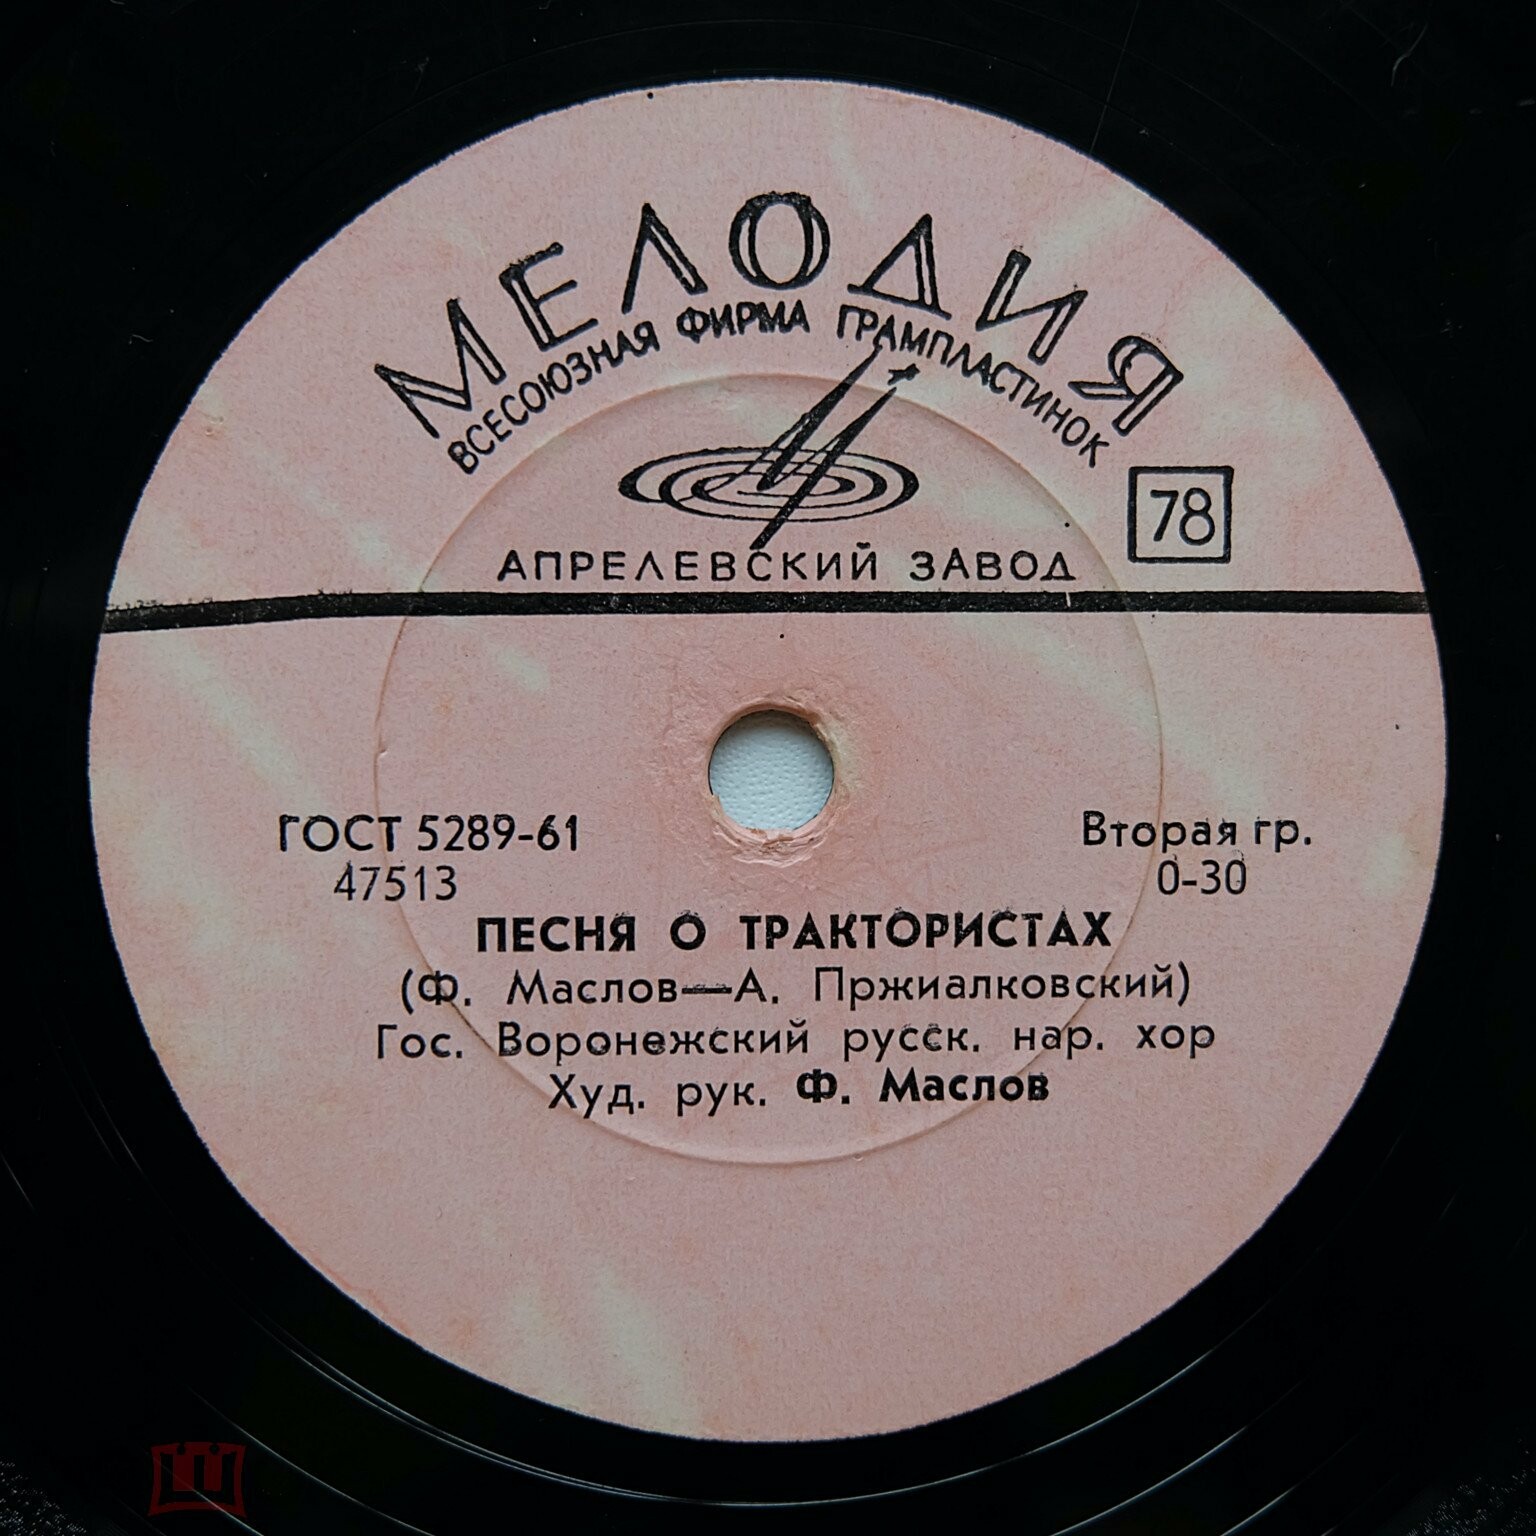 МЕЛОДИЯ
ВСЕСОЮЗНАЯ ФИРМА ГРАМПЛАСТИНОК
78
АПРЕЛЕВСКИЙ ЗАВОД
ГОСТ 5289-61
47513
Вторая гр.
0-30
ПЕСНЯ О ТРАКТОРИСТАХ
(Ф. Маслов—А. Пржиалковский)
Гос. Воронежский русск. нар. хор
Худ. рук. Ф. Маслов